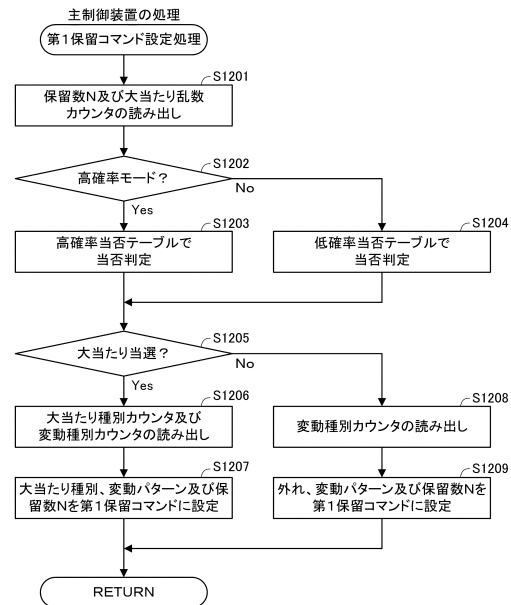 主制御装置の処理
第1保留コマンド設定処理
S1201
保留数N及び大当たり乱数
カウンタの読み出し
S1202
高確率モード？
No
Yes
S1203
高確率当否テーブルで
当否判定
S1204
低確率当否テーブルで
当否判定
S1205
大当たり当選？
No
Yes
S1206
大当たり種別カウンタ及び
変動種別カウンタの読み出し
S1208
変動種別カウンタの読み出し
S1207
大当たり種別、変動パターン及び保
留数Nを第1保留コマンドに設定
S1209
外れ、変動パターン及び保留数Nを
第1保留コマンドに設定
RETURN